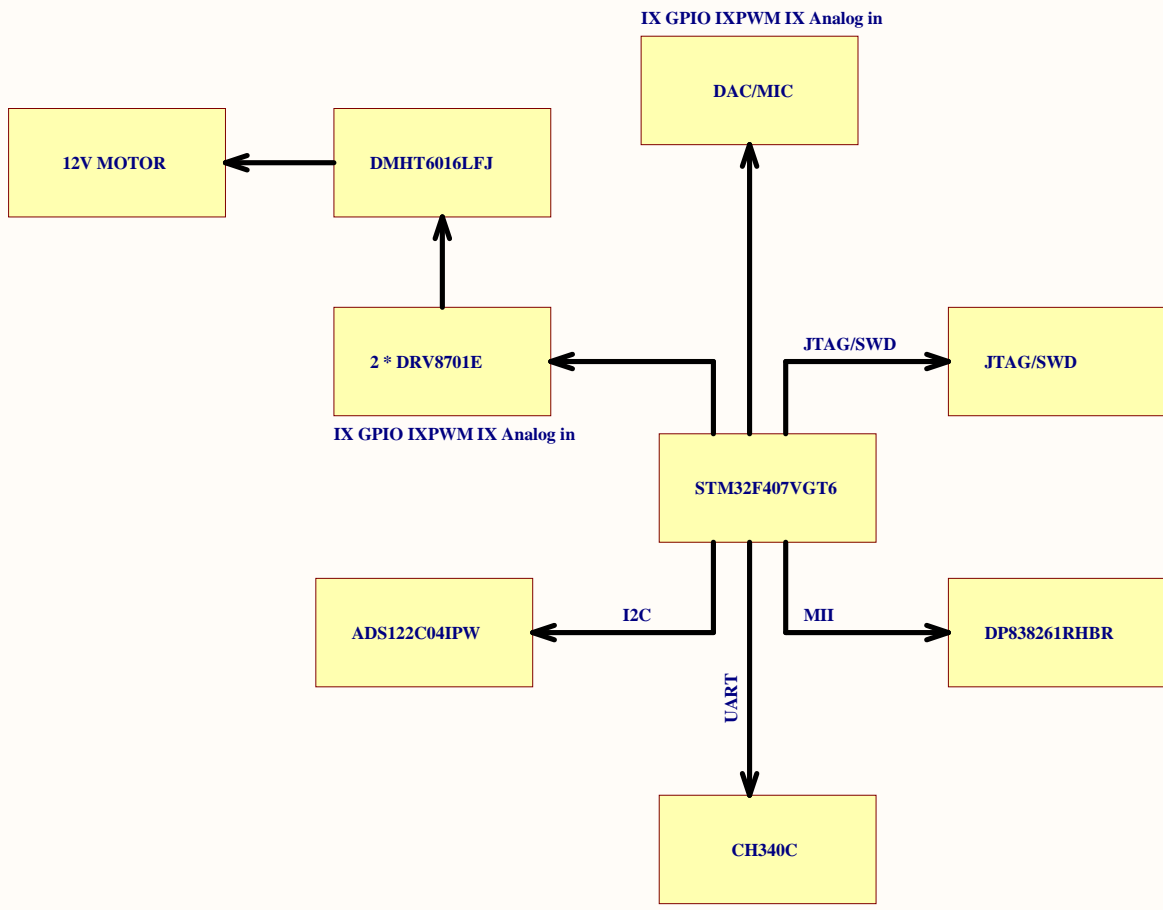 IX GPIO IXPWM IX Analog in
DAC/MIC
12V MOTOR
DMHT6016LFJ
2 * DRV8701E
IX GPIO IXPWM IX Analog in
JTAG/SWD
JTAG/SWD
STM32F407VGT6
ADS122C04IPW
I2C
MII
DP838261RHBR
UART
CH340C